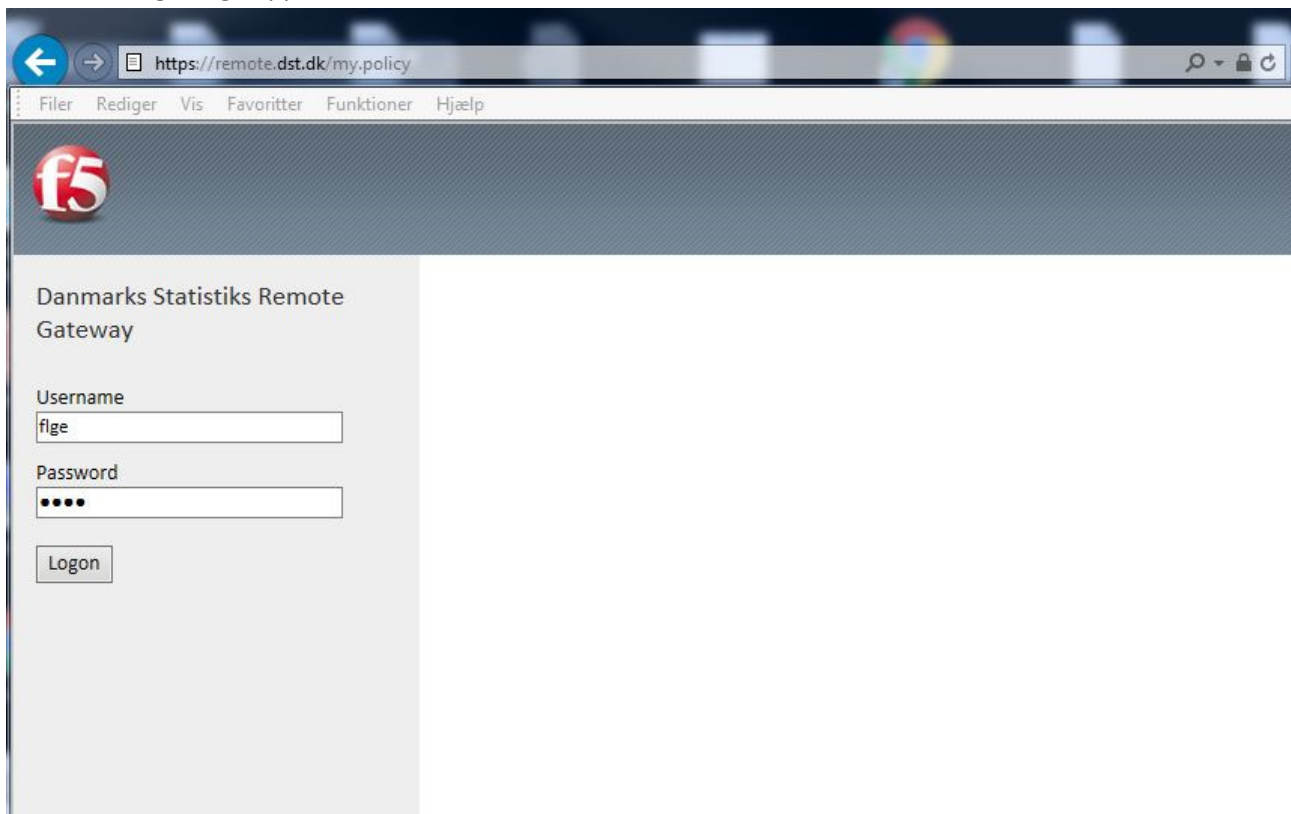 https://remote.dst.dk/my.policy
Filer Rediger Vis Favoritter Funktioner Hjælp
f5
Danmarks Statistiks Remote
Gateway
Username
flge
Password
••••
Logon